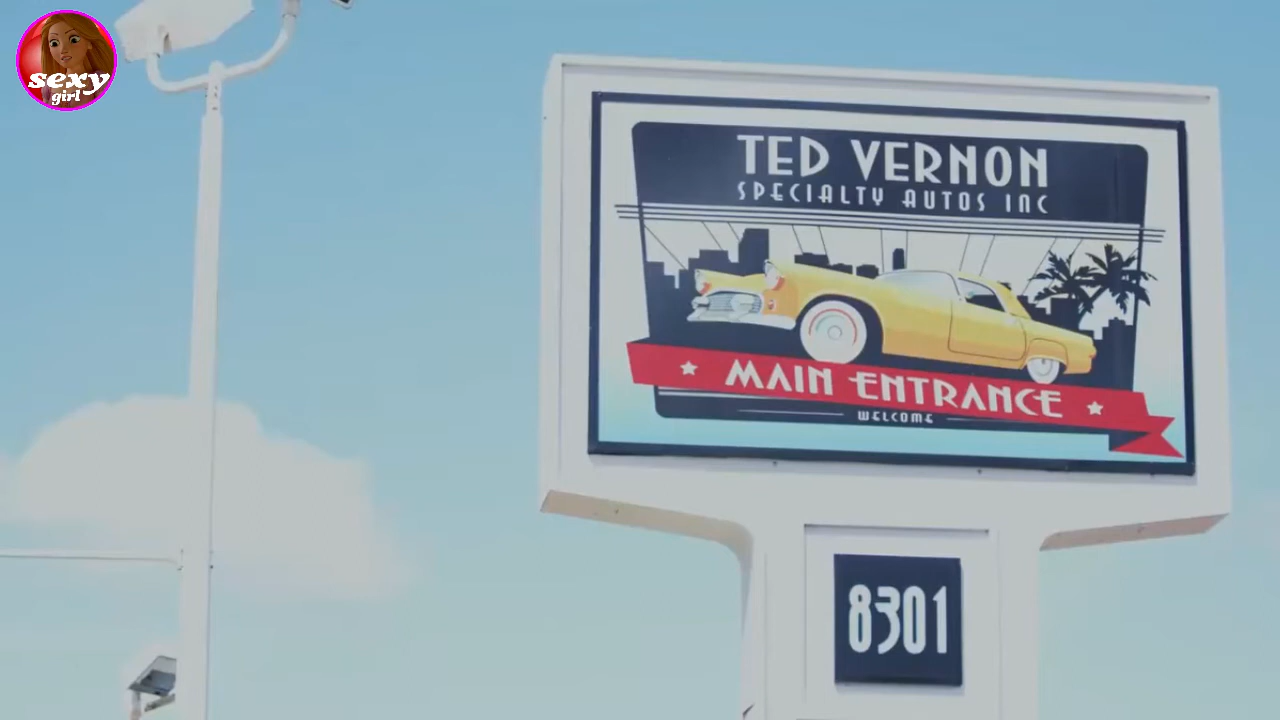 sexy
girl
TED VERNON
SPECIALTY AUTOS INC
MAIN ENTRANCE
WELCOME
8301